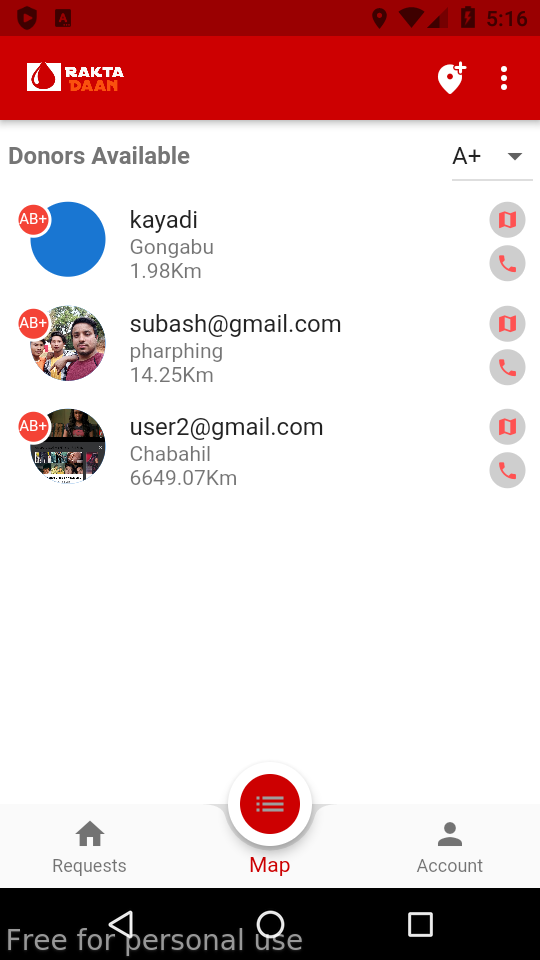 5:16
RAKTA
DAAN
Donors Available
A+
AB+
kayadi
Gongabu
1.98Km
AB+
subash@gmail.com
pharphing
14.25Km
AB+
user2@gmail.com
Chabahil
6649.07Km
Requests
Map
Account
Free for personal use